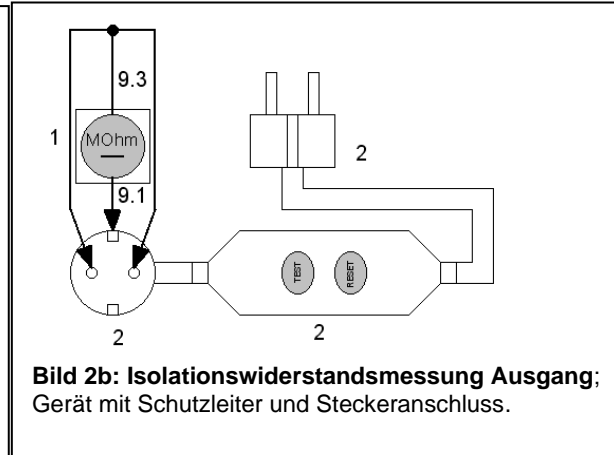 9.3
1
MOhm
2
9.1
TEST
RESET
2
2
Bild 2b: Isolationswiderstandsmessung Ausgang;
Gerät mit Schutzleiter und Steckeranschluss.